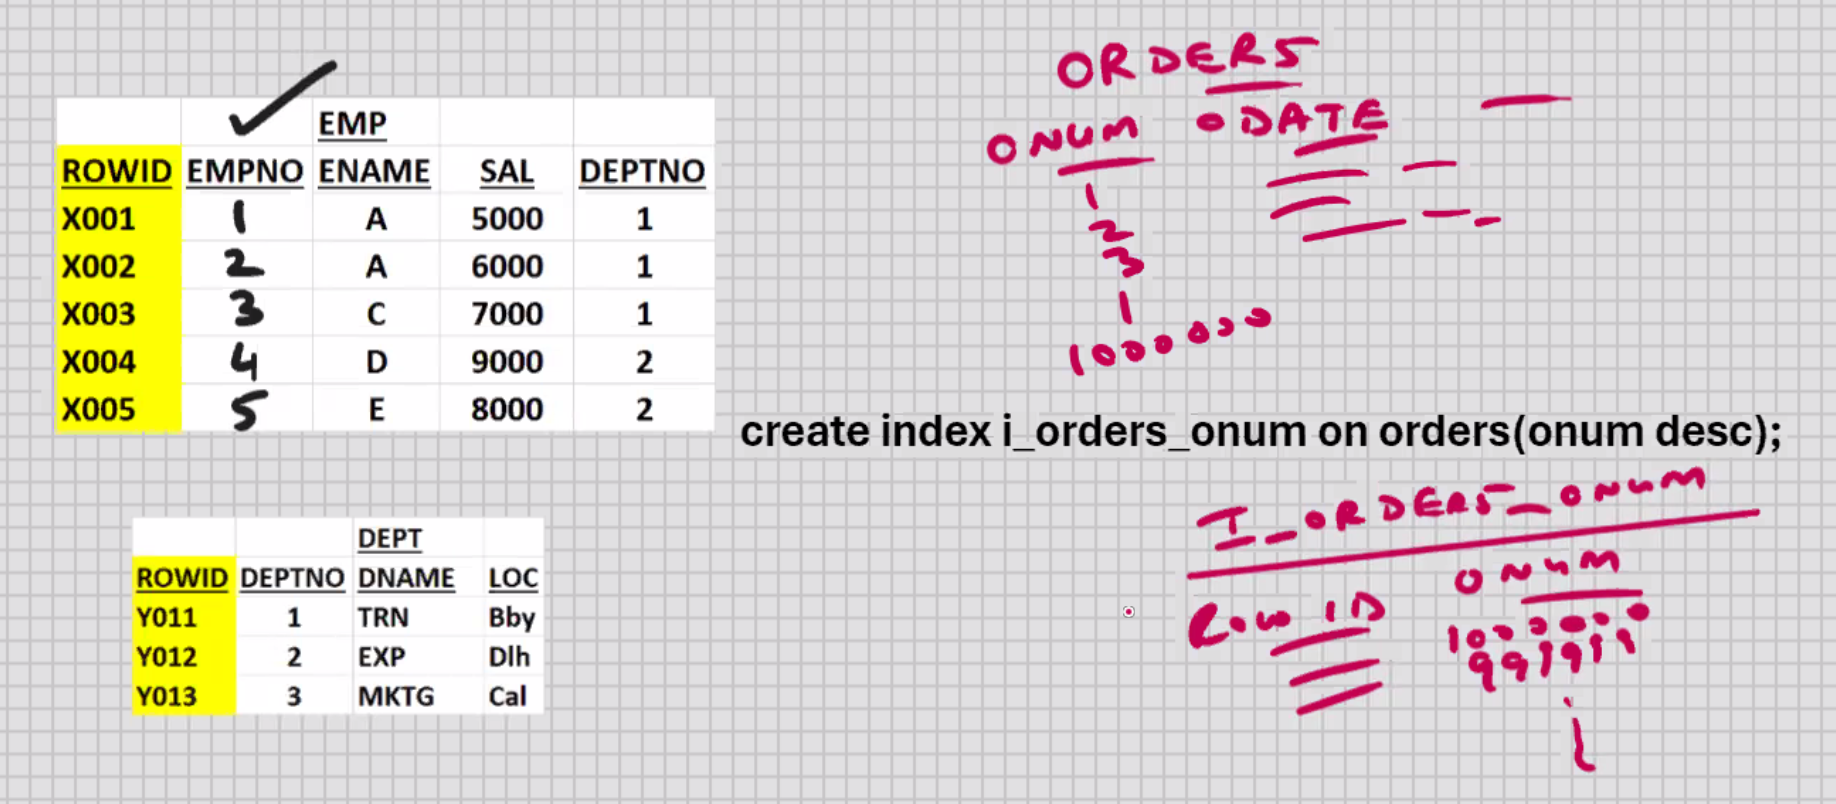 EMP
ROWID EMPNO ENAME SAL DEPTNO
X001 1 A 5000 1
X002 2 A 6000 1
X003 3 C 7000 1
X004 4 D 9000 2
X005 5 E 8000 2
DEPT
ROWID DEPTNO DNAME LOC
Y011 1 TRN Bby
Y012 2 EXP Dlh
Y013 3 MKTG Cal
ORDERS
ONUM ODATE
1
2
3
1000000
create index i_orders_onum on orders(onum desc);
I_ORDERS_ONUM
ROWID ONUM
1000000
999999